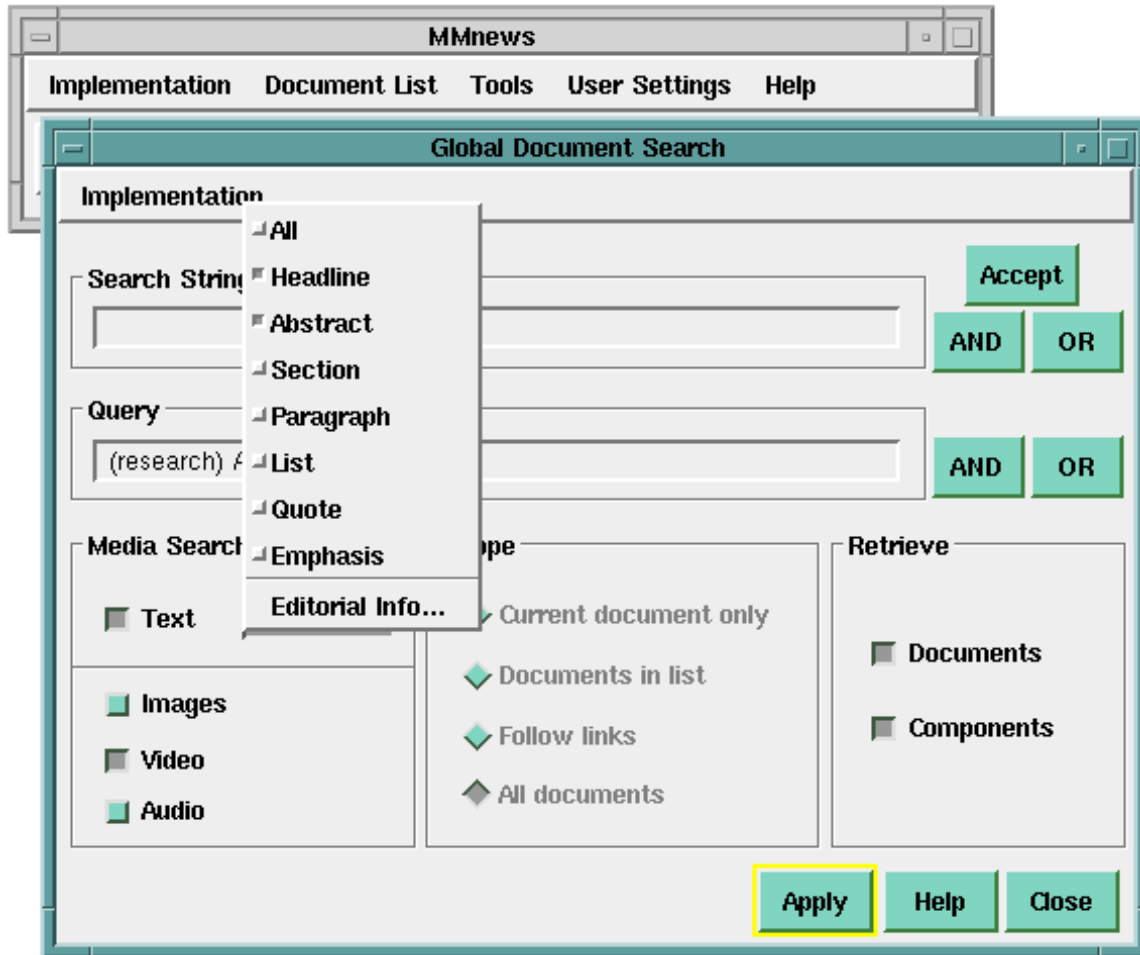 MMnews
Implementation Document List Tools User Settings Help
Global Document Search
Implementation
All
Headline
Abstract
Section
Paragraph
List
Quote
Emphasis
Editorial Info...
Search String
Accept
AND OR
Query
(research)
AND OR
Media Search
Text
Images
Video
Audio
Current document only
Documents in list
Follow links
All documents
Retrieve
Documents
Components
Apply Help Close